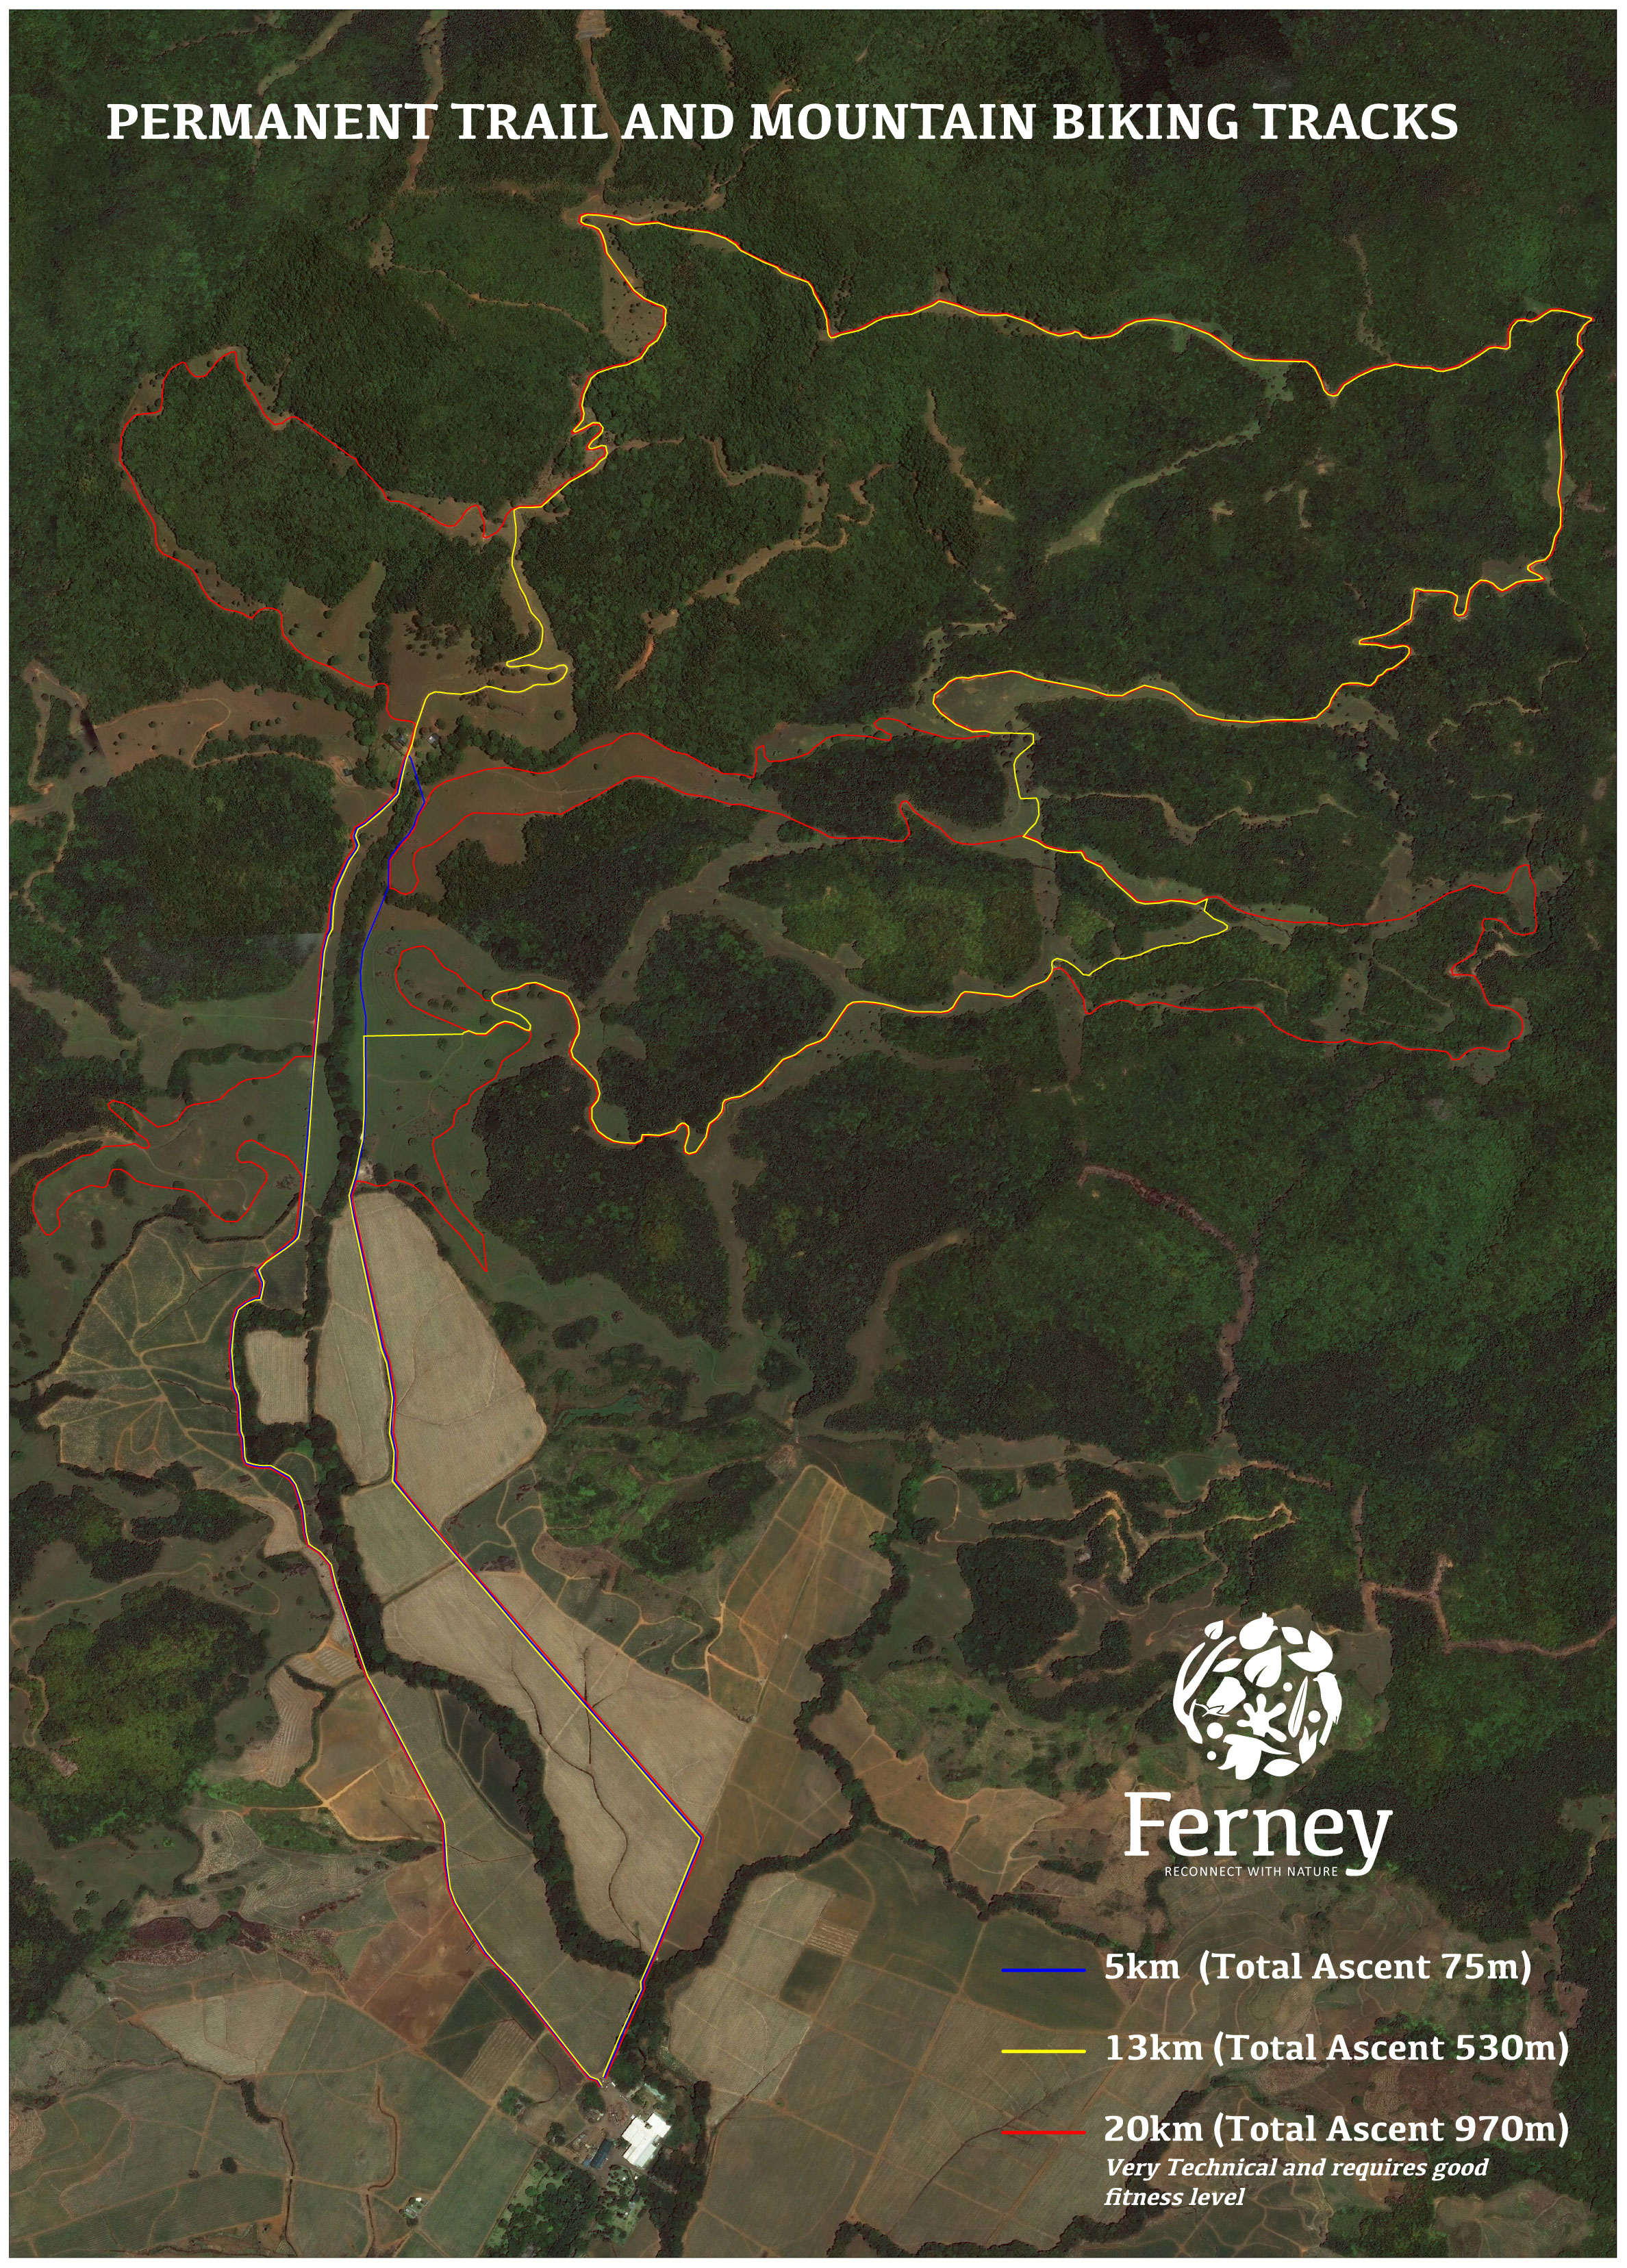 PERMANENT TRAIL AND MOUNTAIN BIKING TRACKS
Ferney
RECONNECT WITH NATURE
5km (Total Ascent 75m)
13km (Total Ascent 530m)
20km (Total Ascent 970m)
Very Technical and requires good
fitness level